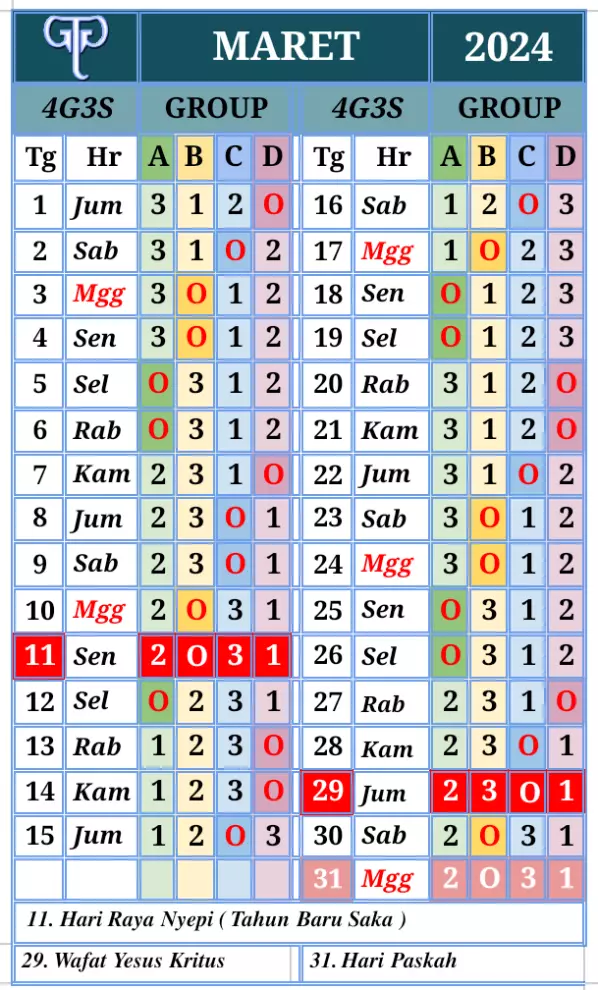 GTP MARET 2024
4G3S GROUP 4G3S GROUP
Tg Hr A B C D Tg Hr A B C D
1 Jum 3 1 2 O 16 Sab 1 2 O 3
2 Sab 3 1 O 2 17 Mgg 1 O 2 3
3 Mgg 3 O 1 2 18 Sen O 1 2 3
4 Sen 3 O 1 2 19 Sel O 1 2 3
5 Sel O 3 1 2 20 Rab 3 1 2 O
6 Rab O 3 1 2 21 Kam 3 1 2 O
7 Kam 2 3 1 O 22 Jum 3 1 O 2
8 Jum 2 3 O 1 23 Sab 3 O 1 2
9 Sab 2 3 O 1 24 Mgg 3 O 1 2
10 Mgg 2 O 3 1 25 Sen O 3 1 2
11 Sen 2 O 3 1 26 Sel O 3 1 2
12 Sel O 2 3 1 27 Rab 2 3 1 O
13 Rab 1 2 3 O 28 Kam 2 3 O 1
14 Kam 1 2 3 O 29 Jum 2 3 O 1
15 Jum 1 2 O 3 30 Sab 2 O 3 1
31 Mgg 2 O 3 1
11. Hari Raya Nyepi ( Tahun Baru Saka )
29. Wafat Yesus Kritus 31. Hari Paskah